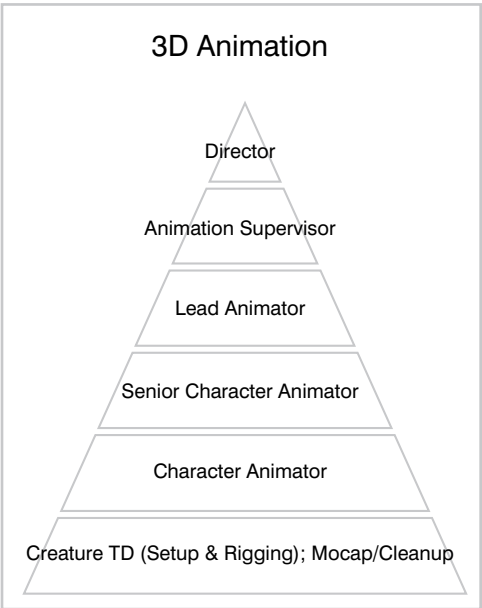 3D Animation
Director
Animation Supervisor
Lead Animator
Senior Character Animator
Character Animator
Creature TD (Setup & Rigging); Mocap/Cleanup